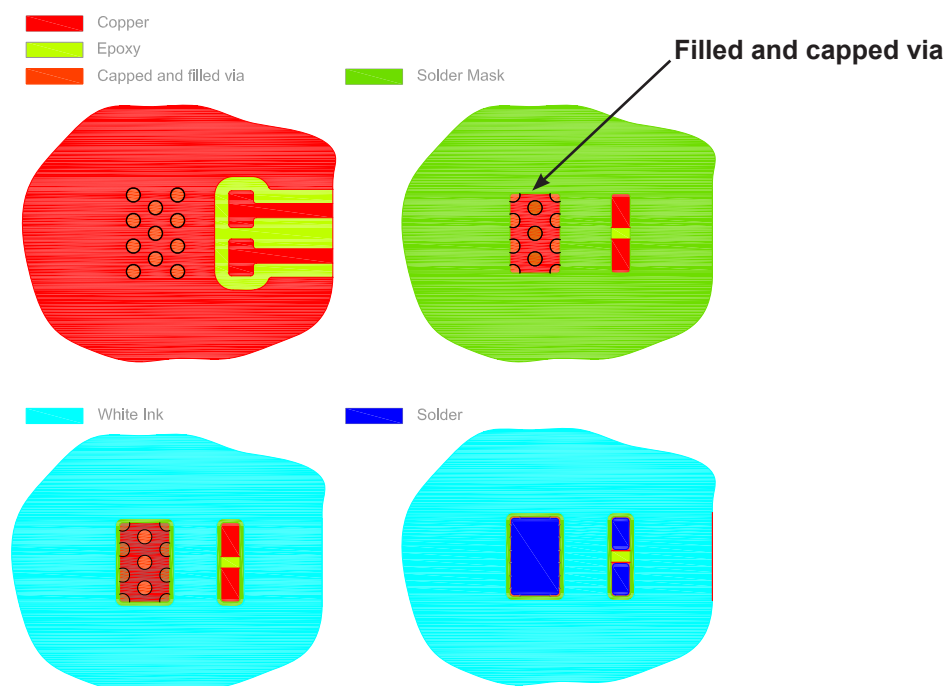 Copper
Epoxy
Capped and filled via
Solder Mask
Filled and capped via
White Ink
Solder